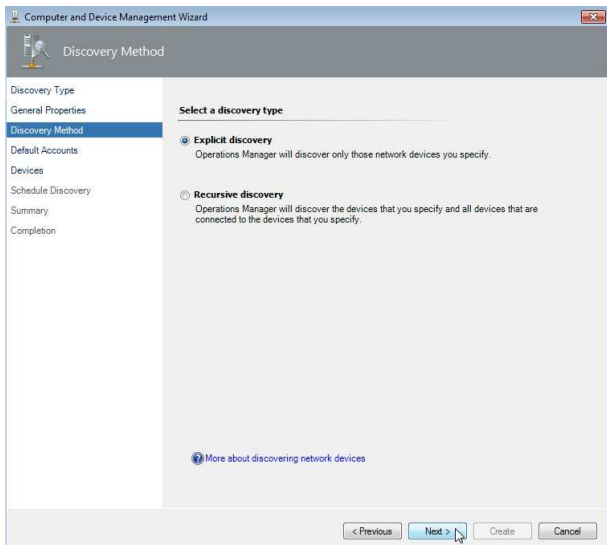 Computer and Device Management Wizard
Discovery Method
Discovery Type
General Properties
Discovery Method
Default Accounts
Devices
Schedule Discovery
Summary
Completion
Select a discovery type
Explicit discovery
Operations Manager will discover only those network devices you specify.
Recursive discovery
Operations Manager will discover the devices that you specify and all devices that are
connected to the devices that you specify.
More about discovering network devices
< Previous
Next >
Create
Cancel